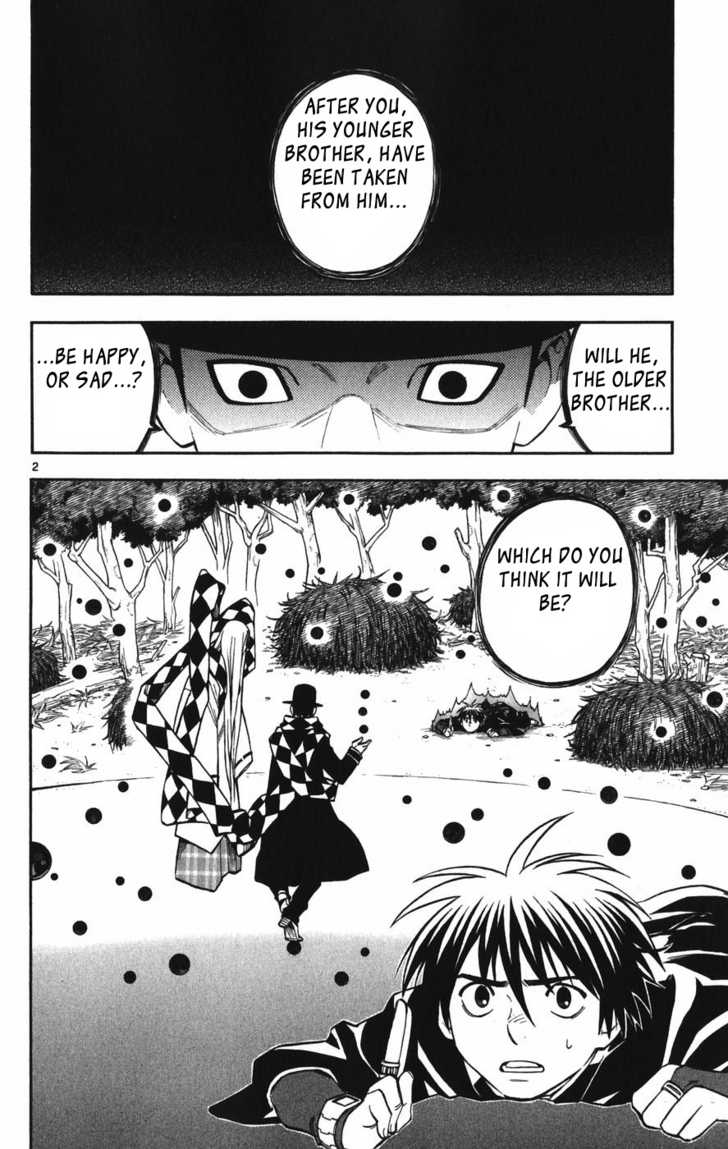 AFTER YOU,
HIS YOUNGER
BROTHER, HAVE
BEEN TAKEN
FROM HIM...
WILL HE,
THE OLDER
BROTHER...
...BE HAPPY,
OR SAD...?
2
WHICH DO YOU
THINK IT WILL
BE?